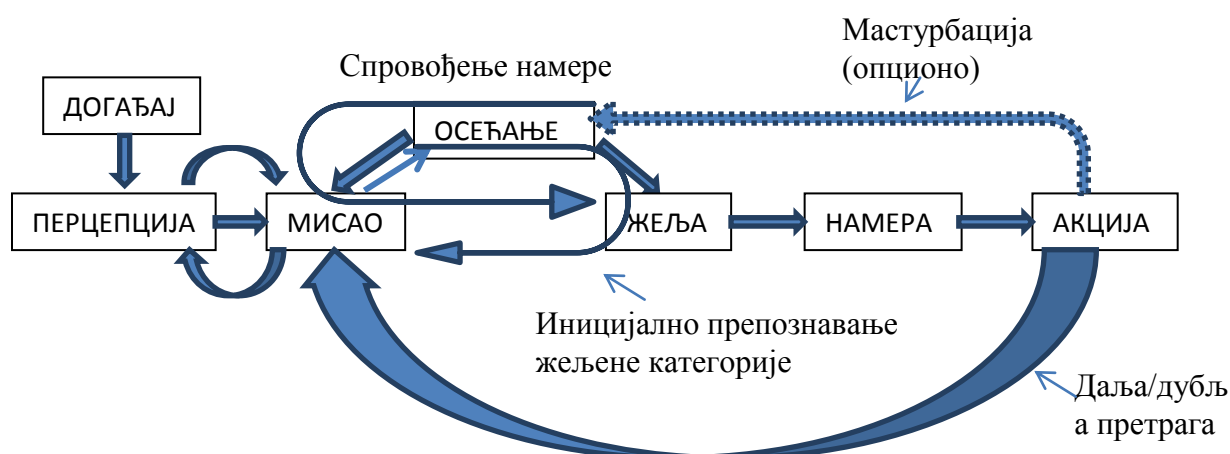 Мастурбација
(опционо)
Спровођење намере
ДОГАЂАЈ
ОСЕЋАЊЕ
ПЕРЦЕПЦИЈА
МИСАО
ЖЕЉА
НАМЕРА
АКЦИЈА
Иницијално препознавање
жељене категорије
Даља/дубљ
а претрага